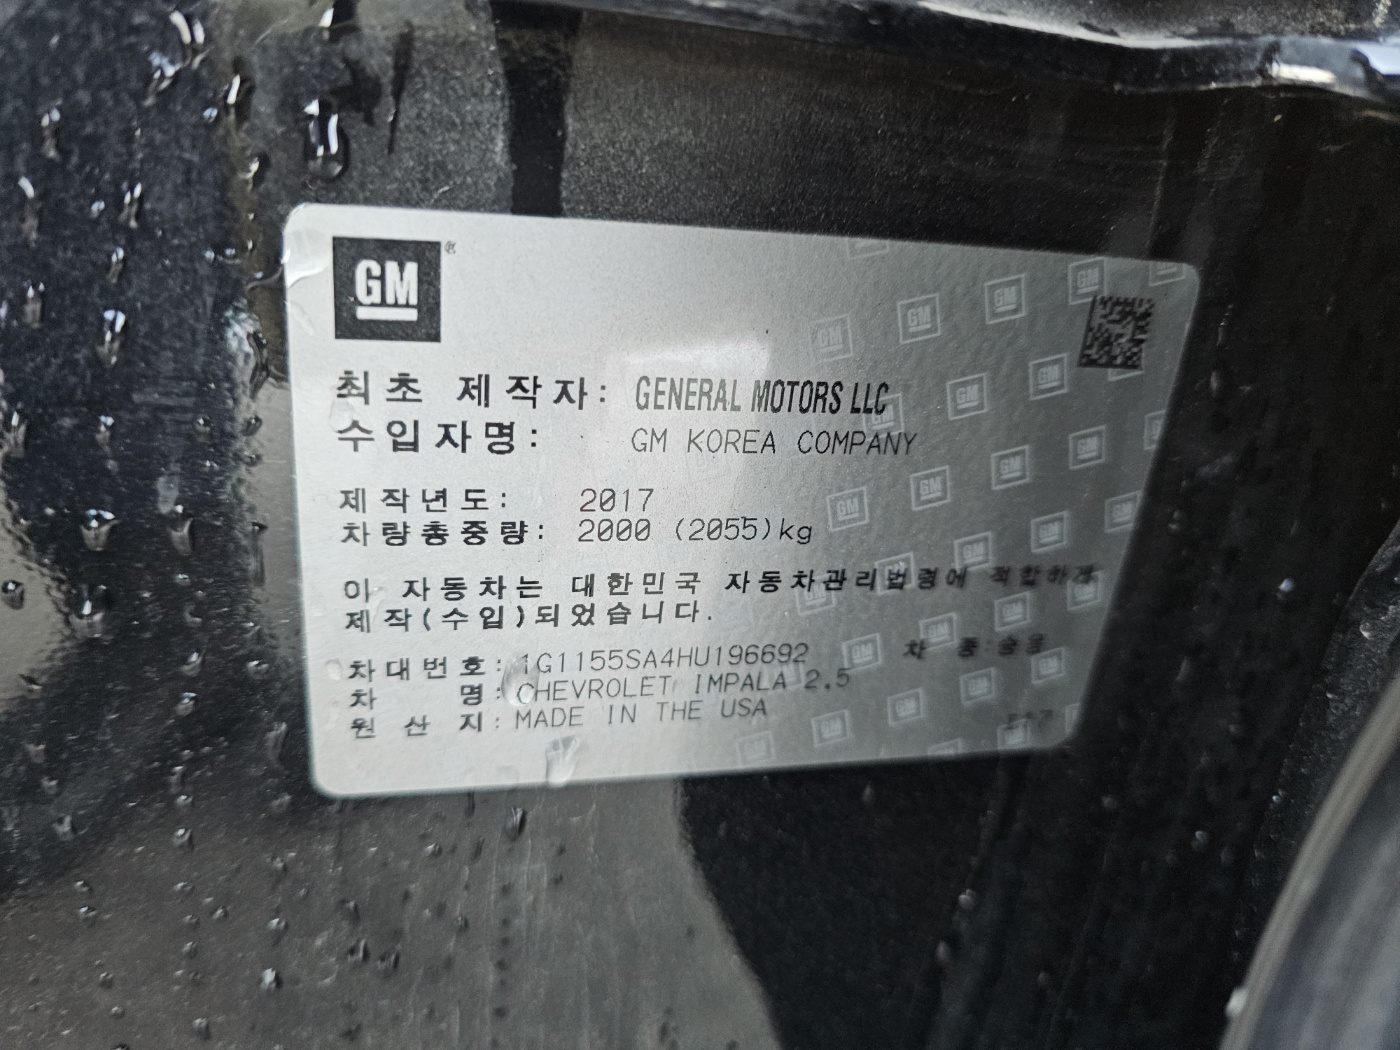 GM
최초 제작자: GENERAL MOTORS LLC
수입자명: GM KOREA COMPANY
제작년도: 2017
차량총중량: 2000 (2055)kg
이 자동차는 대한민국 자동차관리법령에 적합하게
제작(수입)되었습니다.
차대번호: 1G1155SA4HU196692 차 종:승용
차 명: CHEVROLET IMPALA 2.5
원 산 지: MADE IN THE USA